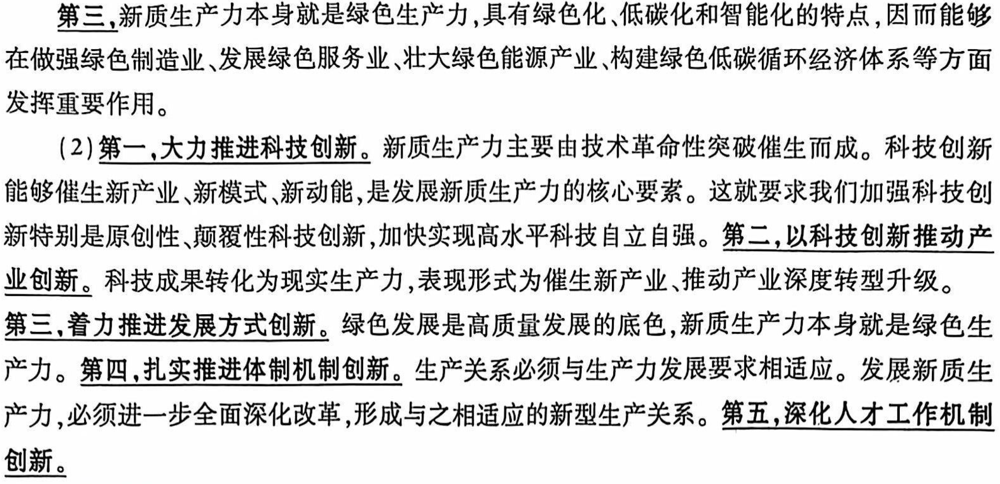 第三,新质生产力本身就是绿色生产力,具有绿色化、低碳化和智能化的特点,因而能够
在做强绿色制造业、发展绿色服务业、壮大绿色能源产业、构建绿色低碳循环经济体系等方面
发挥重要作用。
(2)第一,大力推进科技创新。新质生产力主要由技术革命性突破催生而成。科技创新
能够催生新产业、新模式、新动能,是发展新质生产力的核心要素。这就要求我们加强科技创
新特别是原创性、颠覆性科技创新,加快实现高水平科技自立自强。第二,以科技创新推动产
业创新。科技成果转化为现实生产力,表现形式为催生新产业、推动产业深度转型升级。
第三,着力推进发展方式创新。绿色发展是高质量发展的底色,新质生产力本身就是绿色生
产力。第四,扎实推进体制机制创新。生产关系必须与生产力发展要求相适应。发展新质生
产力,必须进一步全面深化改革,形成与之相适应的新型生产关系。第五,深化人才工作机制
创新。